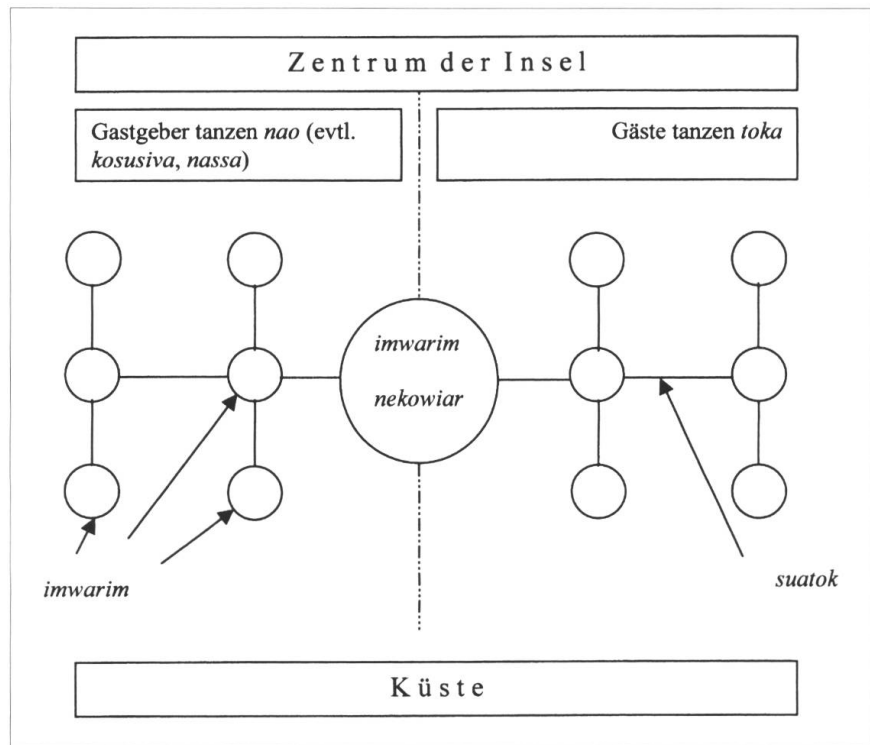 Zentrum der Insel
Gastgeber tanzen nao (evtl.
kosusiva, nassa)
Gäste tanzen toka
imwarim
nekowiar
imwarim
suatok
Küste